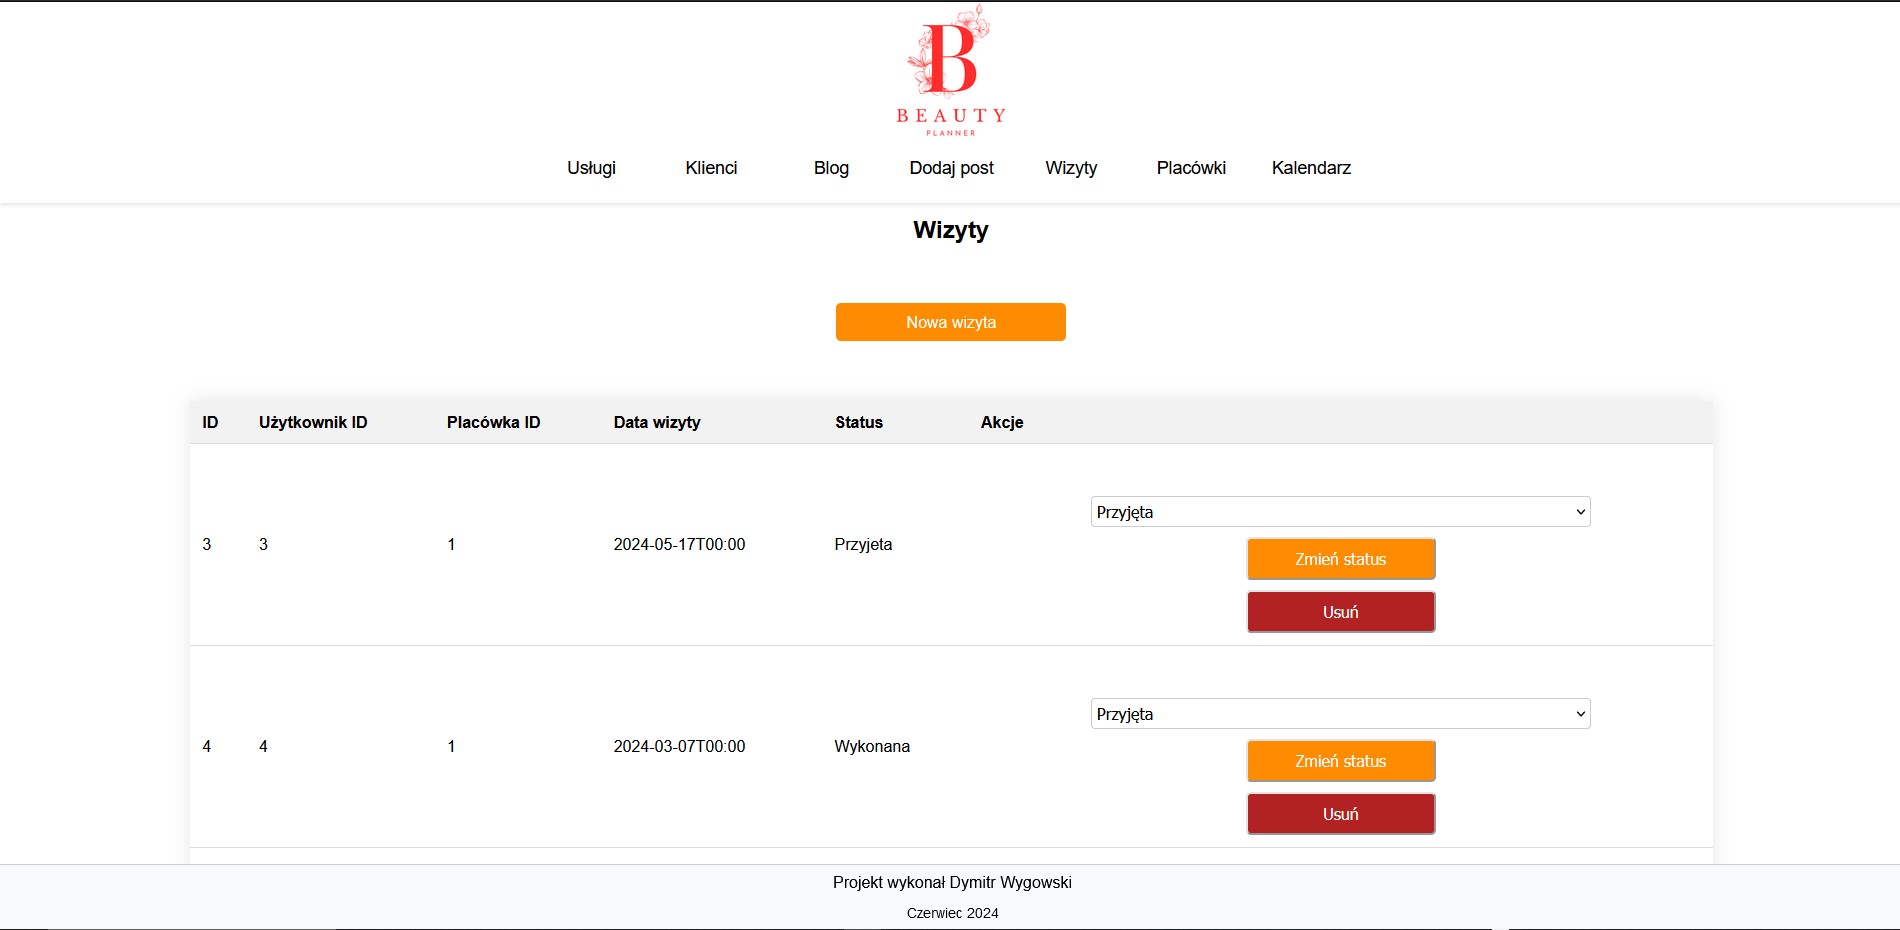 B
BEAUTY
PLANNER
Usługi Klienci Blog Dodaj post Wizyty Placówki Kalendarz
Wizyty
Nowa wizyta
ID Użytkownik ID Placówka ID Data wizyty Status Akcje
Przyjęta
3 3 1 2024-05-17T00:00 Przyjeta
Zmień status
Usuń
Przyjęta
4 4 1 2024-03-07T00:00 Wykonana
Zmień status
Usuń
Projekt wykonał Dymitr Wygowski
Czerwiec 2024